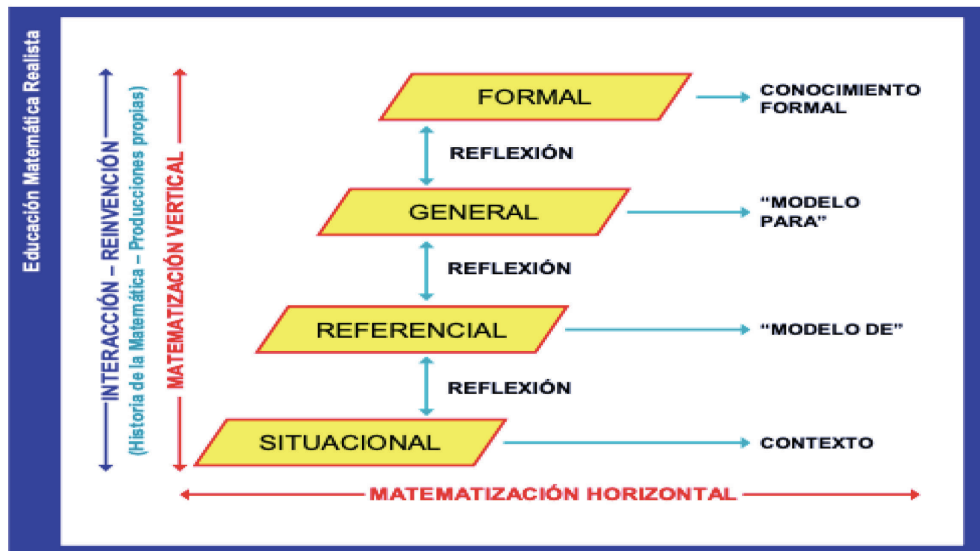 Educación Matemática Realista
INTERACCIÓN – REINVENCIÓN
(Historia de la Matemática – Producciones propias)
MATEMATIZACIÓN VERTICAL
FORMAL
CONOCIMIENTO
FORMAL
REFLEXIÓN
GENERAL
“MODELO
PARA”
REFLEXIÓN
REFERENCIAL
“MODELO DE”
REFLEXIÓN
SITUACIONAL
CONTEXTO
MATEMATIZACIÓN HORIZONTAL